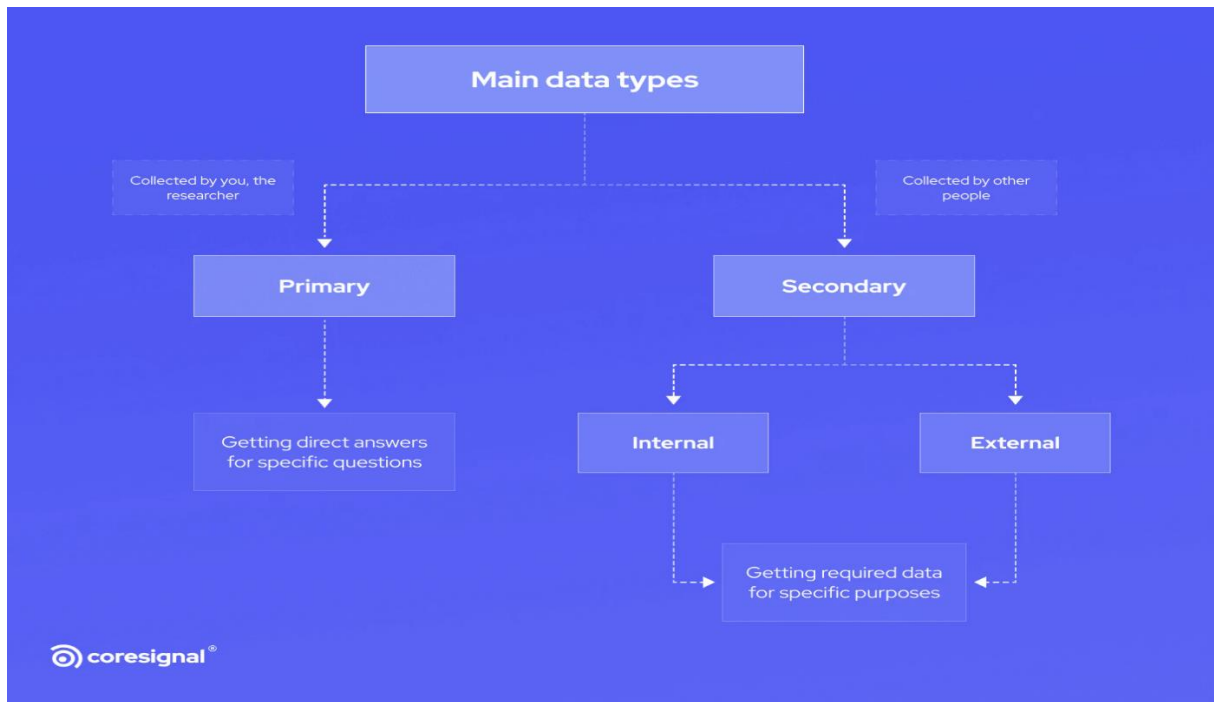 Main data types
Collected by you, the
researcher
Collected by other
people
Primary
Secondary
Getting direct answers
for specific questions
Internal
External
Getting required data
for specific purposes
coresignal®